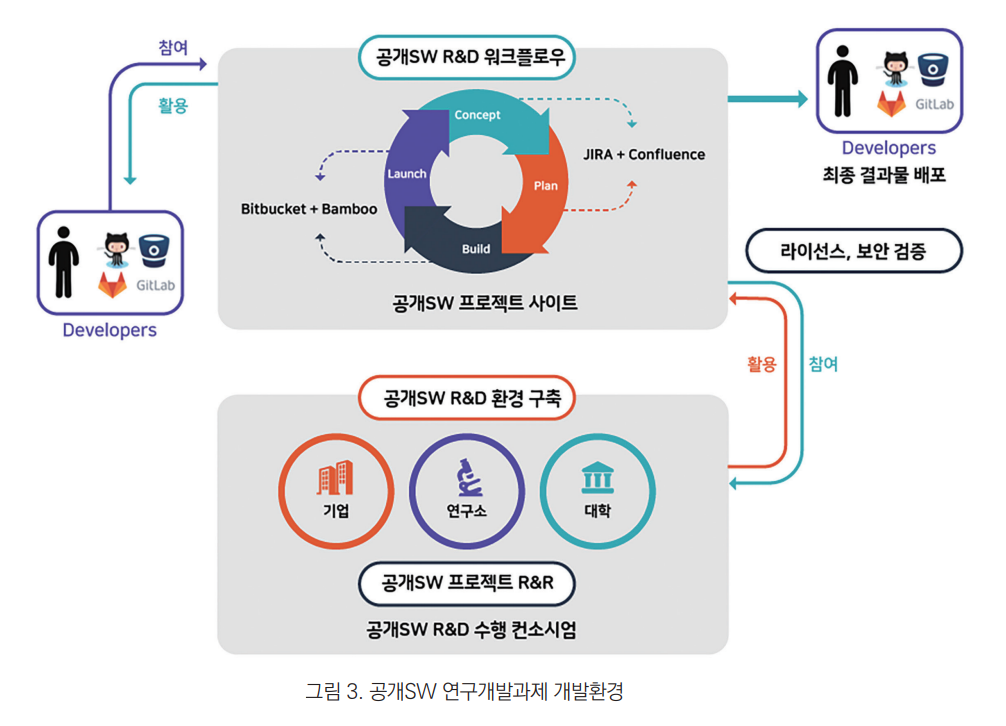 참여
활용
공개SW R&D 워크플로우
Concept
Launch
Plan
Build
JIRA + Confluence
Bitbucket + Bamboo
공개SW 프로젝트 사이트
GitLab
Developers
GitLab
Developers
최종 결과물 배포
라이선스, 보안 검증
활용
참여
공개SW R&D 환경 구축
기업
연구소
대학
공개SW 프로젝트 R&R
공개SW R&D 수행 컨소시엄
그림 3. 공개SW 연구개발과제 개발환경